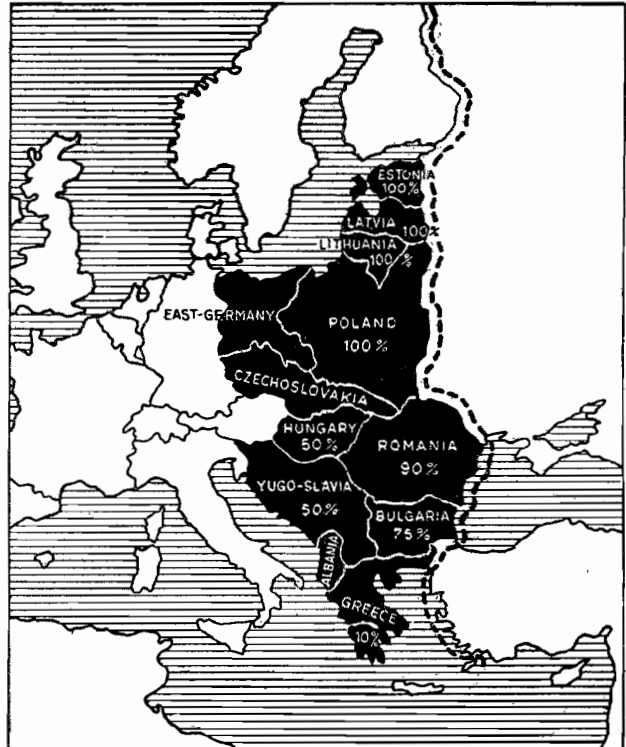 ESTONIA
100%
LATVIA 100%
LITHUANIA
100%
EAST-GERMANY
POLAND
100%
CZECHOSLOVAKIA
HUNGARY
50%
ROMANIA
90%
YUGO-SLAVIA
50%
BULGARIA
75%
ALBANIA
GREECE
10%